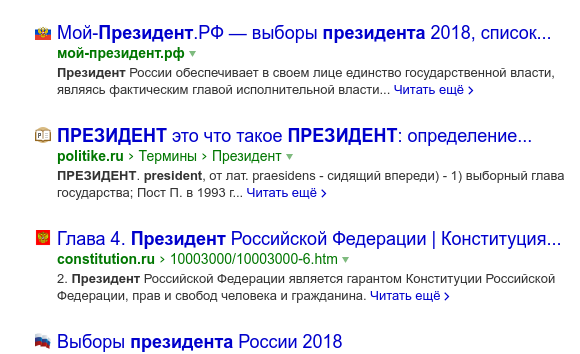 Мой-Президент.РФ — выборы президента 2018, список...
мой-президент.рф
Президент России обеспечивает в своем лице единство государственной власти,
являясь фактическим главой исполнительной власти... Читать ещё >
ПРЕЗИДЕНТ это что такое ПРЕЗИДЕНТ: определение...
politike.ru › Термины › Президент
ПРЕЗИДЕНТ. president, от лат. praesidens - сидящий впереди) - 1) выборный глава
государства; Пост П. в 1993 г... Читать ещё >
Глава 4. Президент Российской Федерации | Конституция...
constitution.ru › 10003000/10003000-6.htm
2. Президент Российской Федерации является гарантом Конституции Российской
Федерации, прав и свобод человека и гражданина. Читать ещё >
Выборы президента России 2018